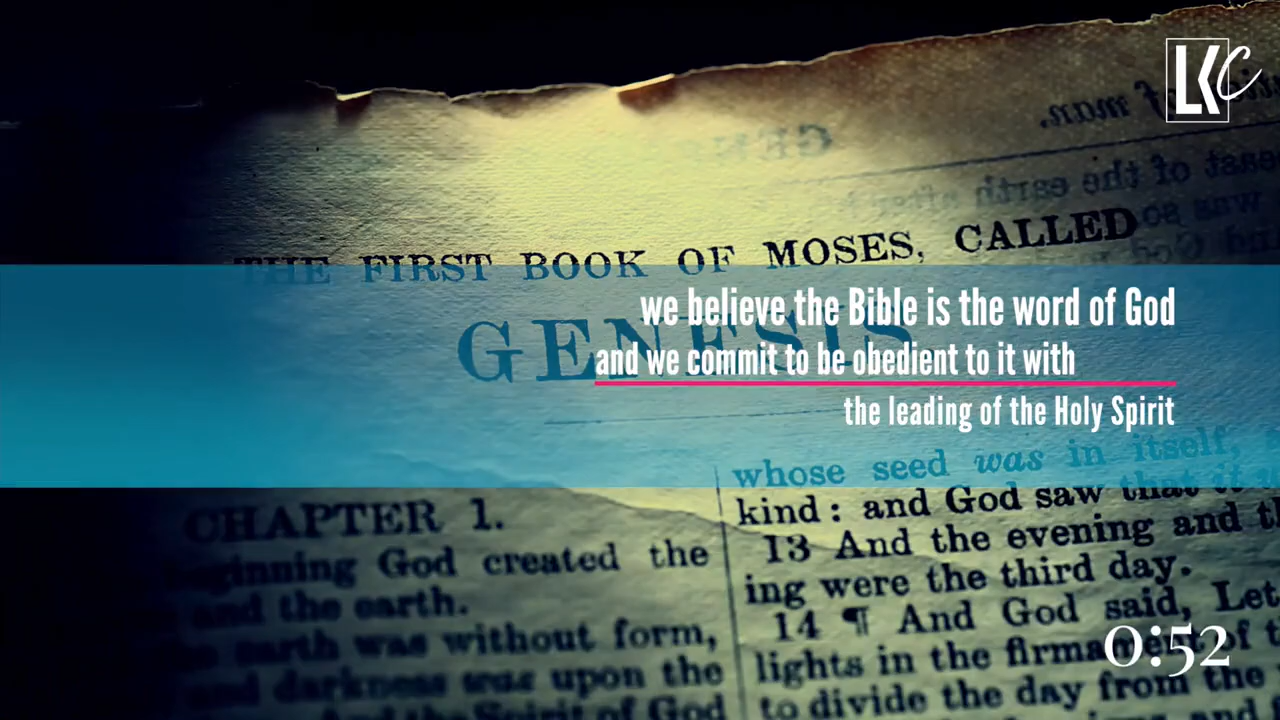 LKC
THE FIRST BOOK OF MOSES, CALLED
GENESIS
we believe the Bible is the word of God
and we commit to be obedient to it with
the leading of the Holy Spirit
CHAPTER 1.
God created the
and the earth.
earth was without form,
and darkness was upon the
And the Spirit of God
whose seed was in itself,
kind: and God saw that it
13 And the evening and
ing were the third day.
14 ¶ And God said, Let
lights in the firmament of
to divide the day from the
0:52